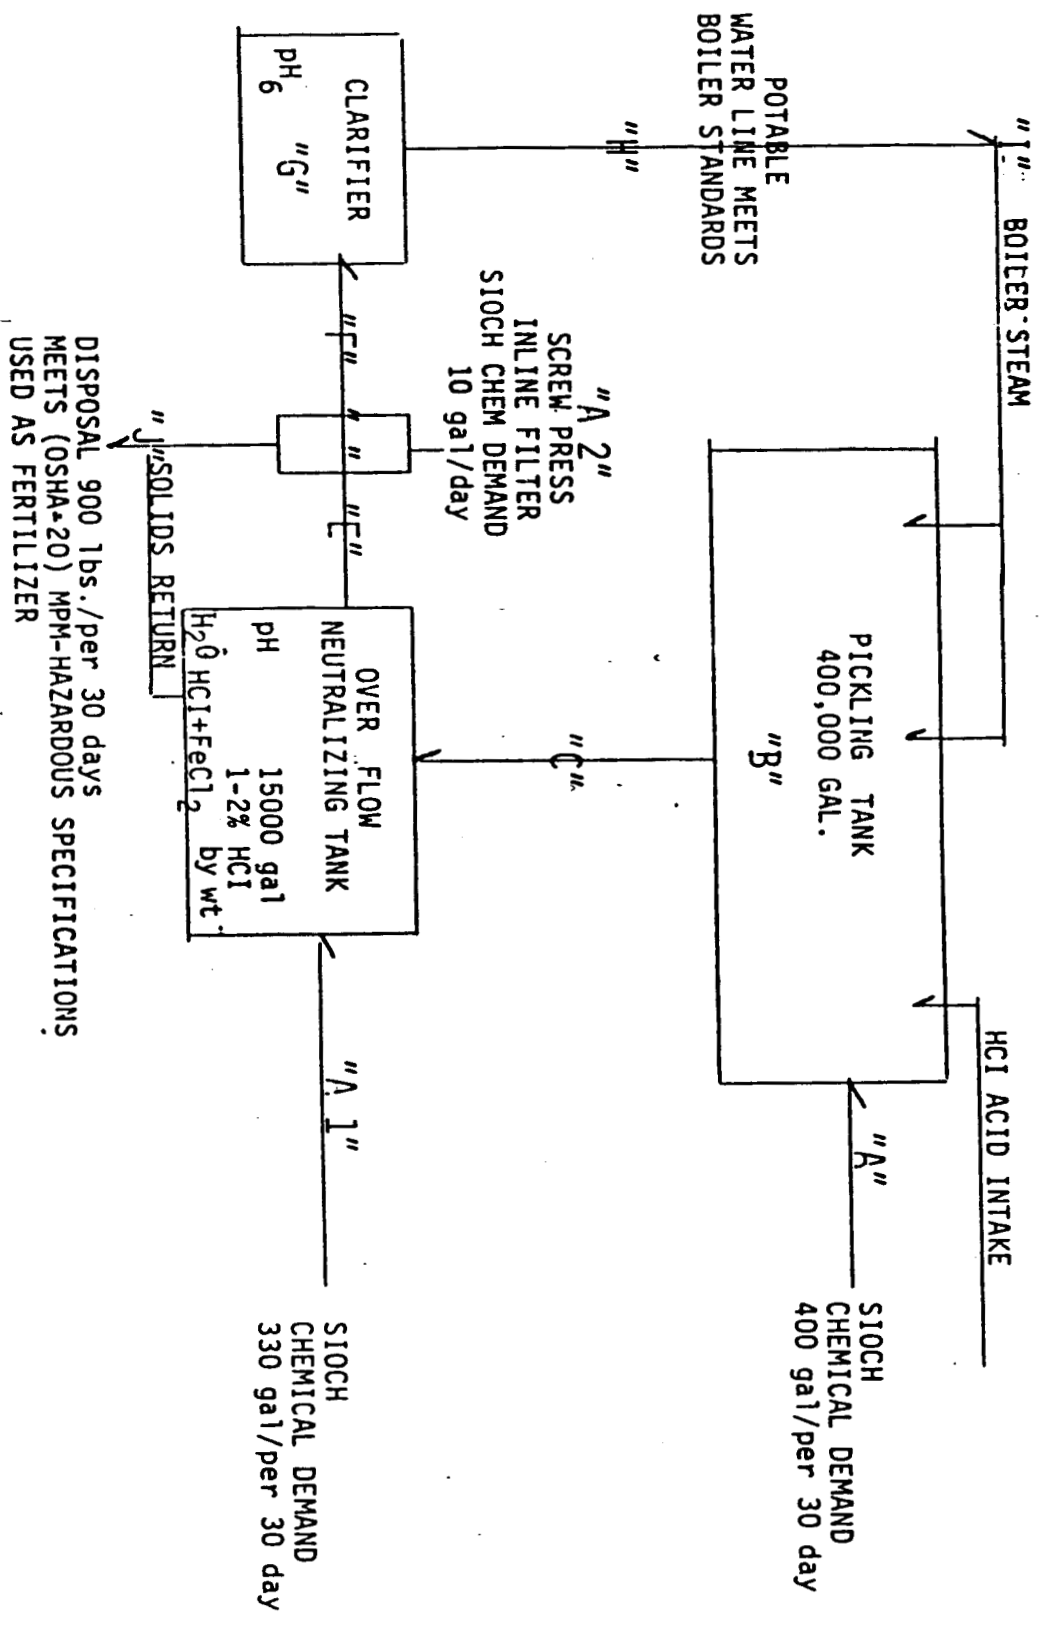 "I" BOILER STEAM
HCI ACID INTAKE
POTABLE
WATER LINE MEETS
BOILER STANDARDS
"H"
PICKLING TANK
400,000 GAL.
"B"
"A"
SIOCH
CHEMICAL DEMAND
400 gal/per 30 day
"C"
"A 2"
SCREW PRESS
INLINE FILTER
SIOCH CHEM DEMAND
10 gal/day
CLARIFIER
pH 6
"G"
"F"
" "
"E"
OVER FLOW
NEUTRALIZING TANK
pH 15000 gal
1-2% HCI
H₂O HCI+FeCl₂ by wt.
"A 1"
SIOCH
CHEMICAL DEMAND
330 gal/per 30 day
"J" SOLIDS RETURN
DISPOSAL 900 lbs./per 30 days
MEETS (OSHA+20) MPM-HAZARDOUS SPECIFICATIONS
USED AS FERTILIZER